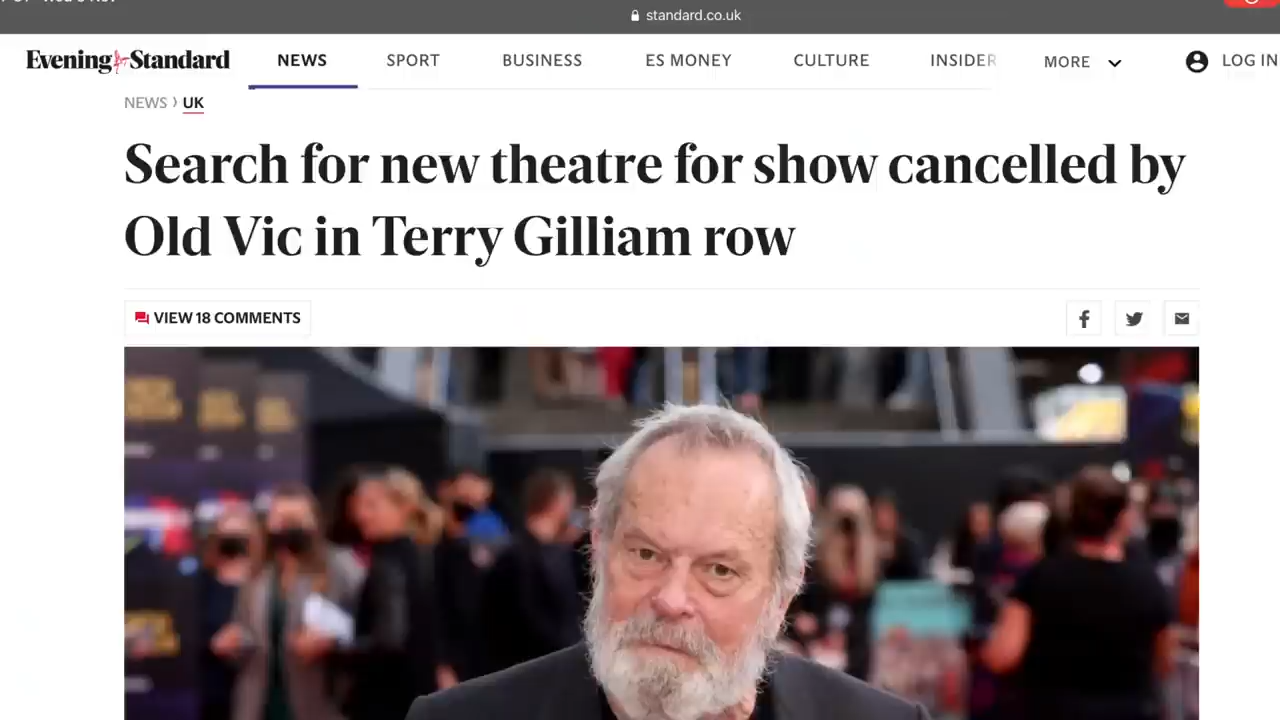 standard.co.uk
Evening Standard NEWS SPORT BUSINESS ES MONEY CULTURE INSIDER MORE LOG IN
NEWS › UK
Search for new theatre for show cancelled by
Old Vic in Terry Gilliam row
VIEW 18 COMMENTS